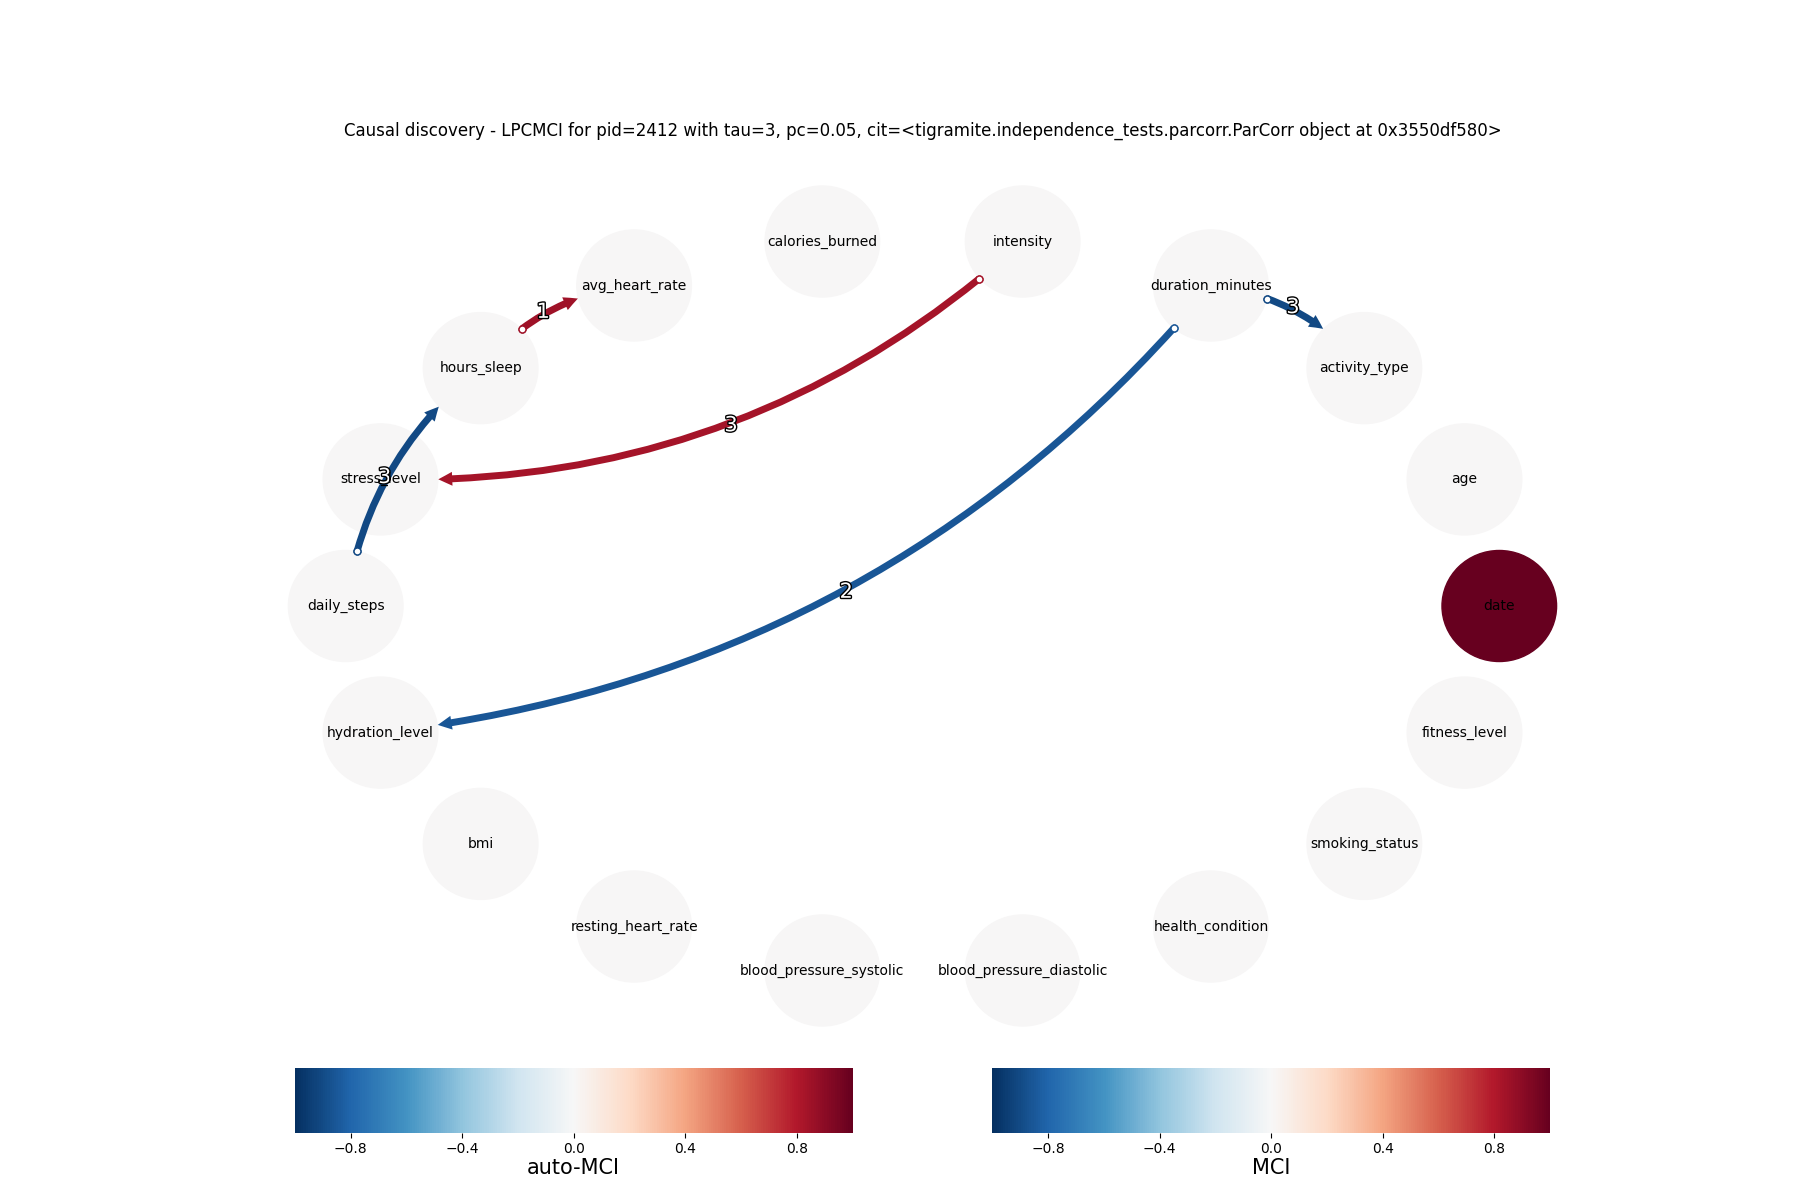 Causal discovery - LPCMCI for pid=2412 with tau=3, pc=0.05, cit=<tigramite.independence_tests.parcorr.ParCorr object at 0x3550df580>
calories_burned
intensity
avg_heart_rate
duration_minutes
1
3
hours_sleep
activity_type
3
3
stress_level
age
2
daily_steps
date
hydration_level
fitness_level
bmi
smoking_status
resting_heart_rate
health_condition
blood_pressure_systolic
blood_pressure_diastolic
−0.8 −0.4 0.0 0.4 0.8
auto-MCI
−0.8 −0.4 0.0 0.4 0.8
MCI